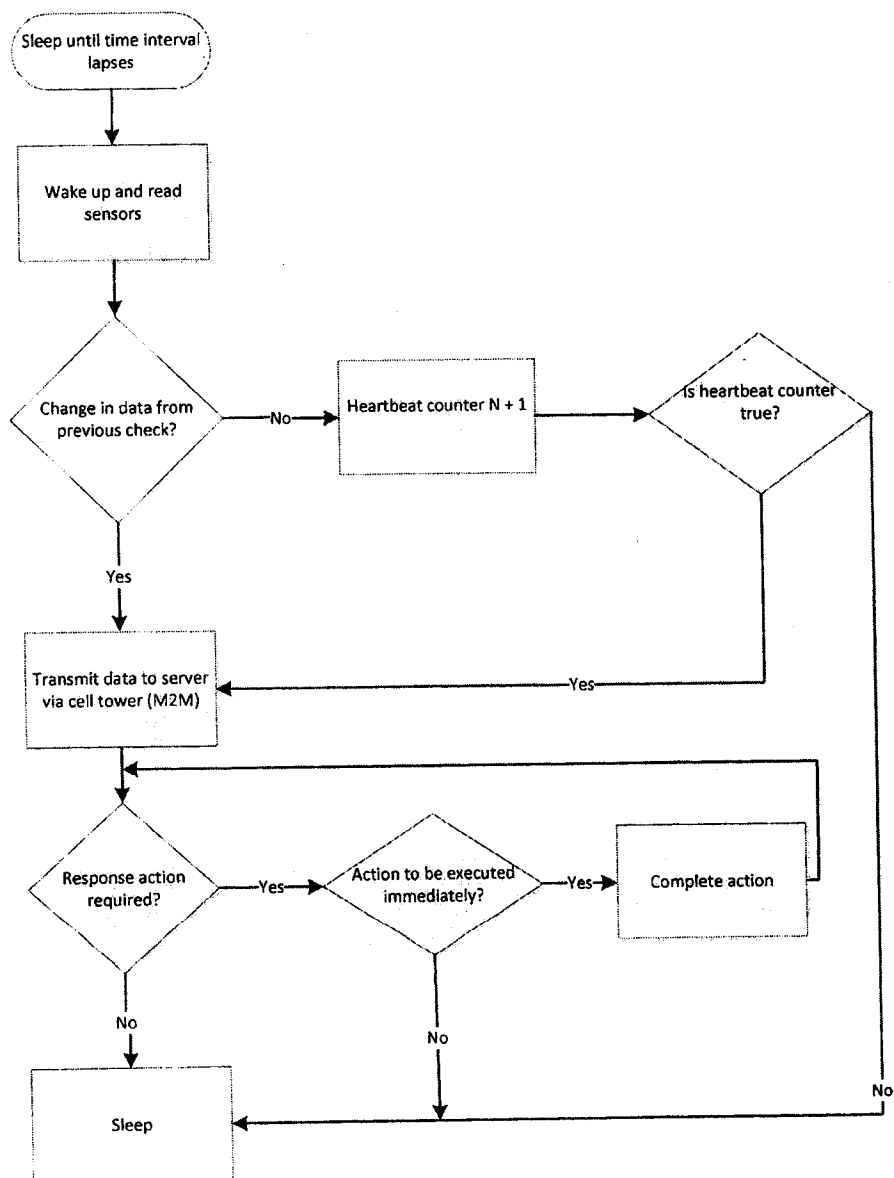 Sleep until time interval
lapses
Wake up and read
sensors
Change in data from
previous check?
No
Heartbeat counter N + 1
Is heartbeat counter
true?
Yes
Transmit data to server
via cell tower (M2M)
Yes
Response action
required?
Yes
Action to be executed
immediately?
Yes
Complete action
No
No
No
Sleep